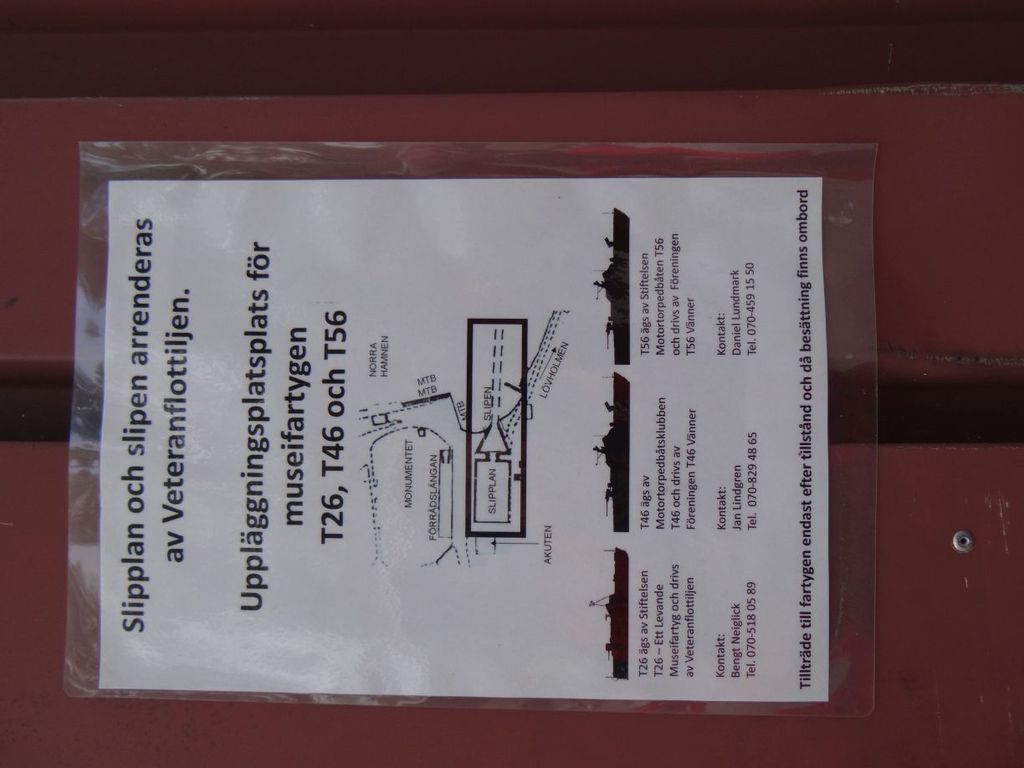 Slipplan och slipen arrenderas
av Veteranflottiljen.
Uppläggningsplatsplats för
museifartygen
T26, T46 och T56
NORRA
HAMNEN
MTB
MTB
MTB
MONUMENTET
FÖRRÅDSLÄNGAN
SLIPEN
SLIPPLAN
LÖVHOLMEN
AKUTEN
T26 ägs av Stiftelsen
T26 – Ett Levande
Museifartyg och drivs
av Veteranflottiljen
Kontakt:
Bengt Neiglick
Tel. 070-518 05 89
T46 ägs av
Motortorpedbåtsklubben
T46 och drivs av
Föreningen T46 Vänner
Kontakt:
Jan Lindgren
Tel. 070-829 48 65
T56 ägs av Stiftelsen
Motortorpedbåten T56
och drivs av Föreningen
T56 Vänner
Kontakt:
Daniel Lundmark
Tel. 070-459 15 50
Tillträde till fartygen endast efter tillstånd och då besättning finns ombord